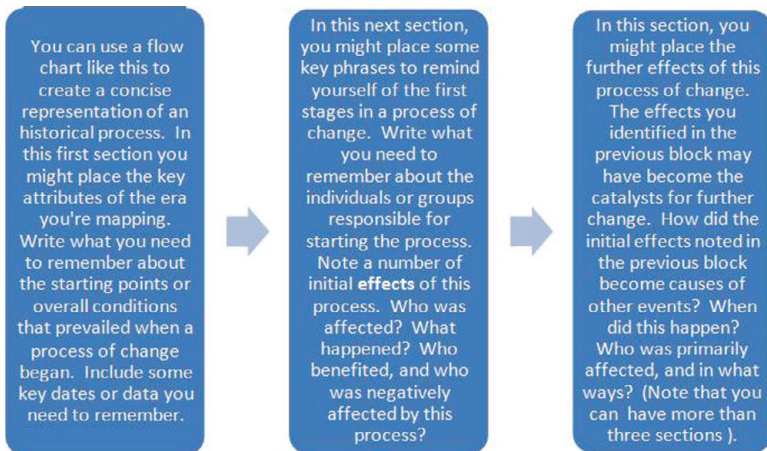 You can use a flow
chart like this to
create a concise
representation of an
historical process.  In
this first section you
might place the key
attributes of the era
you're mapping.
Write what you need
to remember about
the starting points or
overall conditions
that prevailed when a
process of change
began.  Include some
key dates or data you
need to remember.
In this next section,
you might place some
key phrases to remind
yourself of the first
stages in a process of
change.  Write what
you need to
remember about the
individuals or groups
responsible for
starting the process.
Note a number of
initial effects of this
process.  Who was
affected?  What
happened?  Who
benefited, and who
was negatively
affected by this
process?
In this section, you
might place the
further effects of this
process of change.
The effects you
identified in the
previous block may
have become the
catalysts for further
change.  How did the
initial effects noted in
the previous block
become causes of
other events?  When
did this happen?
Who was primarily
affected, and in what
ways?  (Note that you
can  have more than
three sections ).